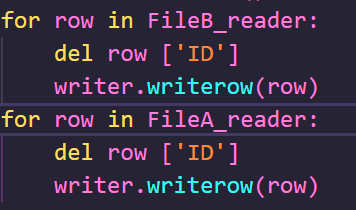 for row in FileB_reader:
    del row ['ID']
    writer.writerow(row)
for row in FileA_reader:
    del row ['ID']
    writer.writerow(row)